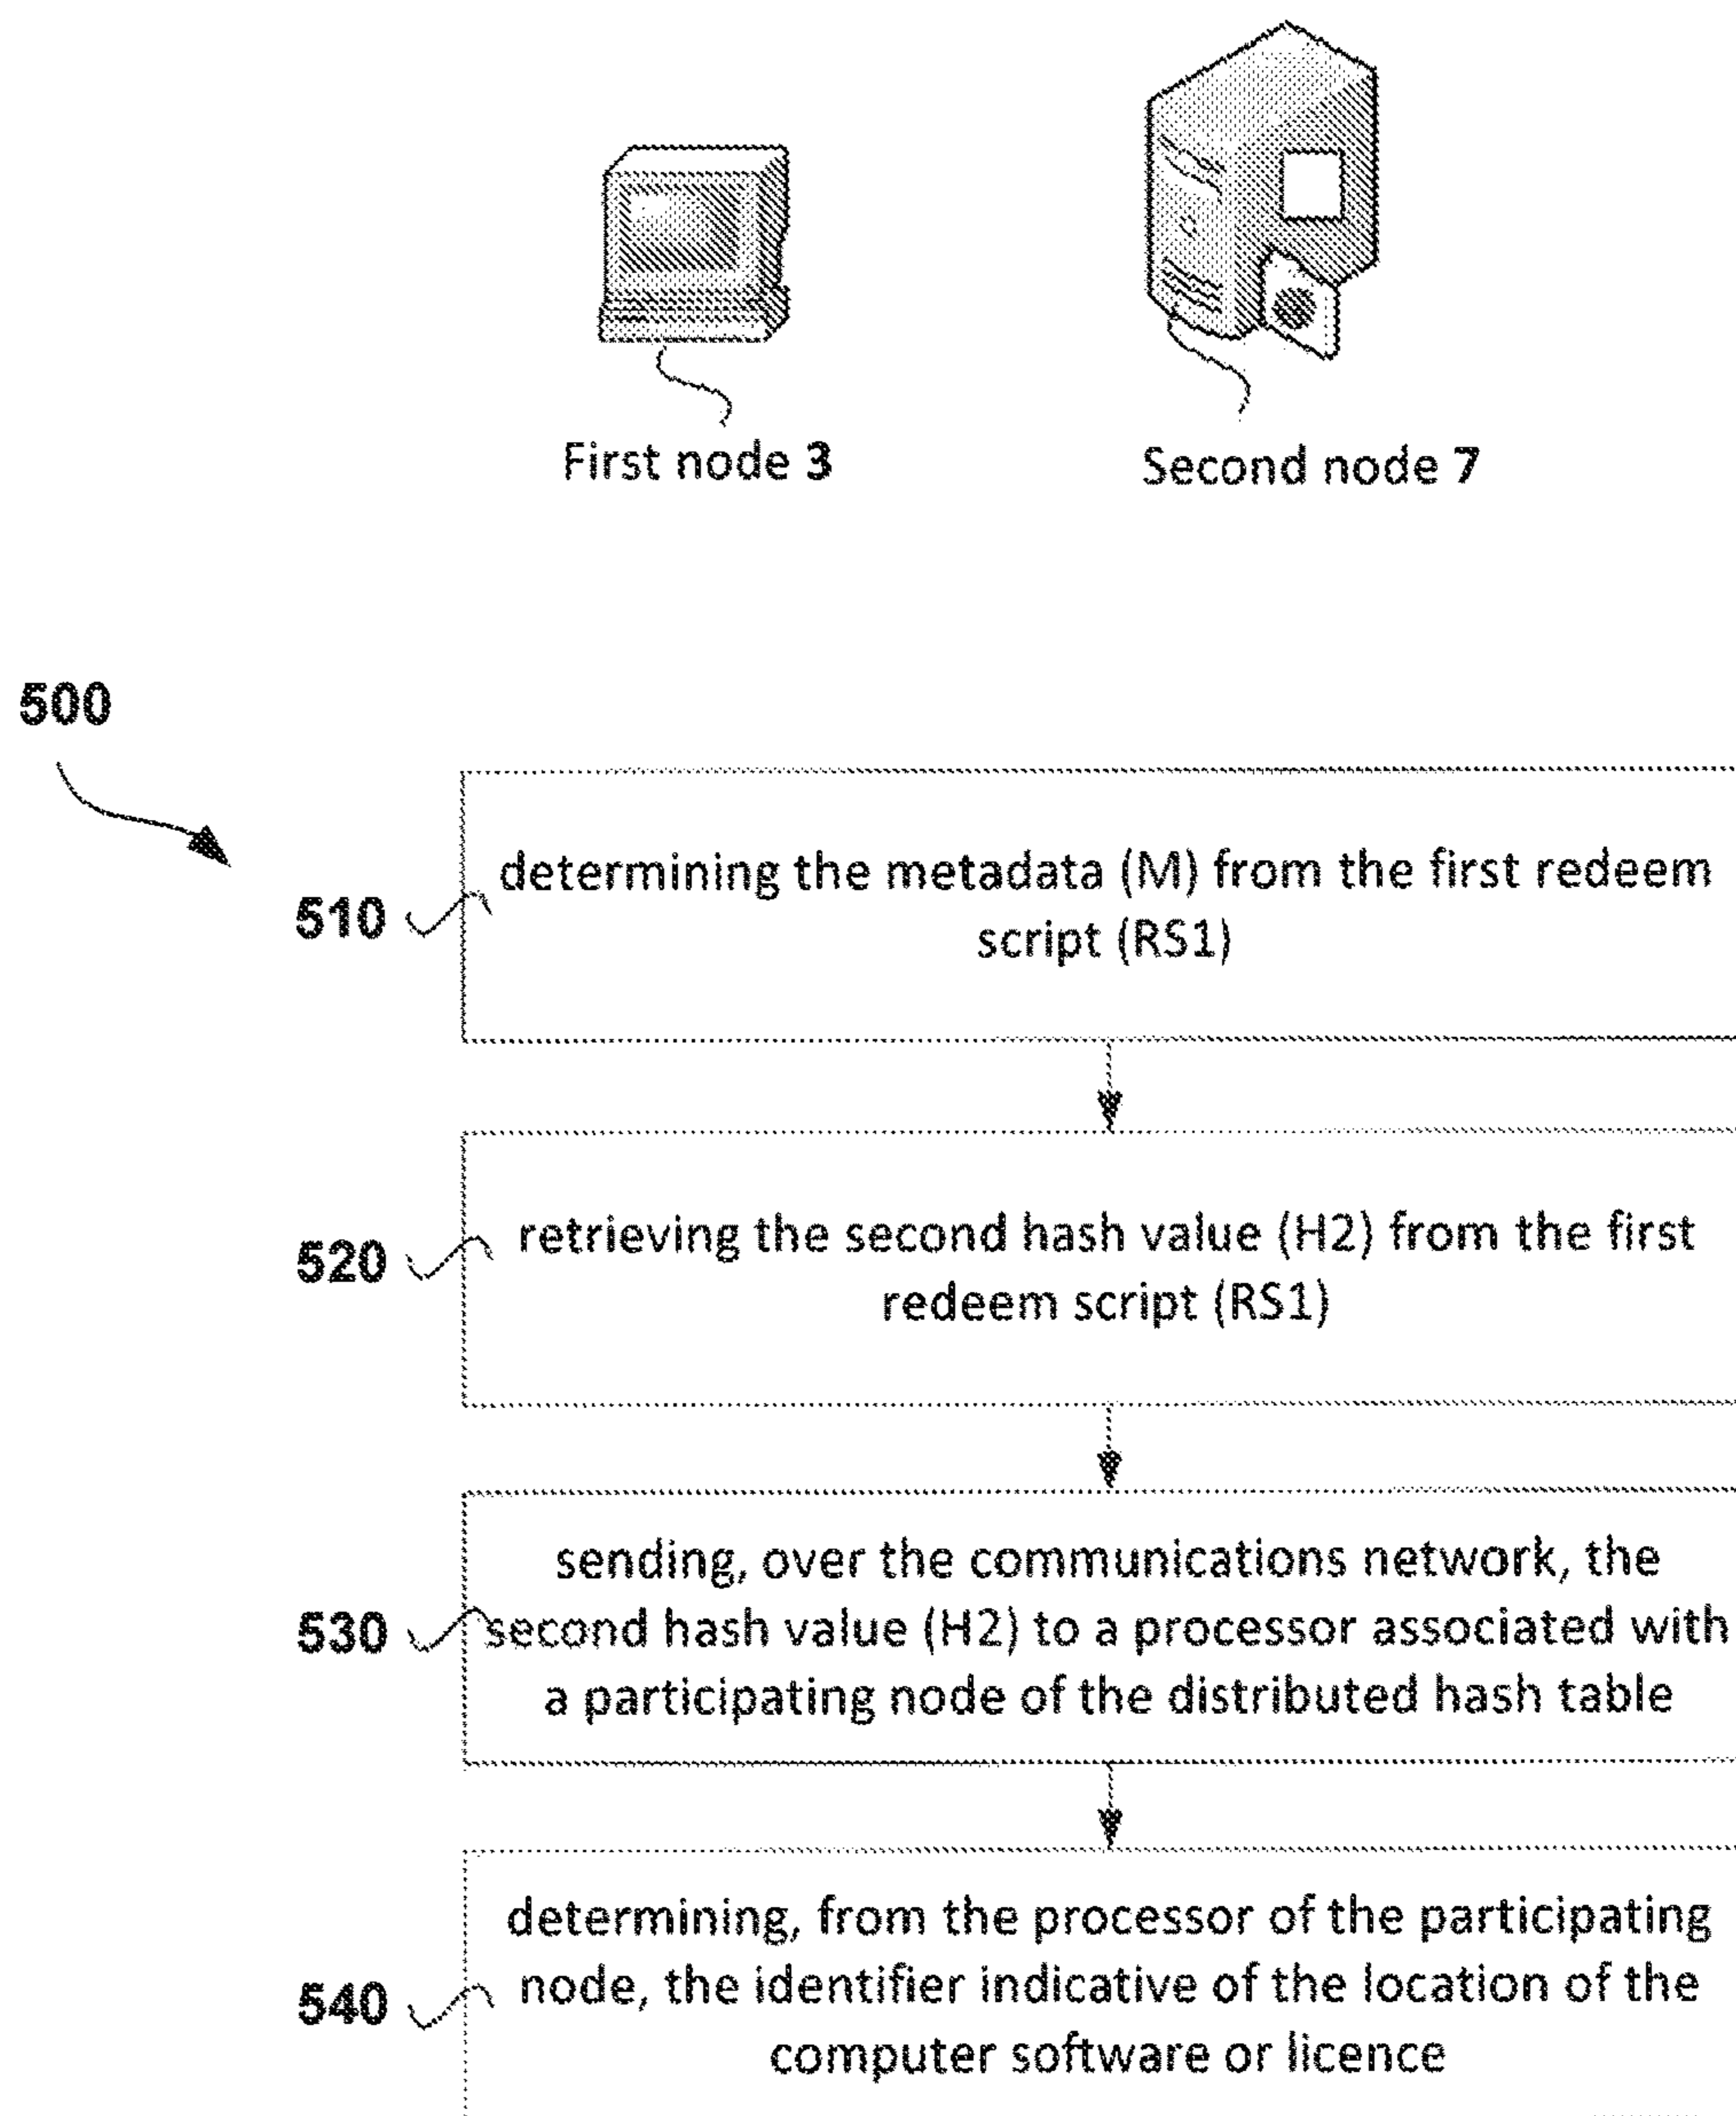 First node 3
Second node 7
500
510
determining the metadata (M) from the first redeem
script (RS1)
520
retrieving the second hash value (H2) from the first
redeem script (RS1)
530
sending, over the communications network, the
second hash value (H2) to a processor associated with
a participating node of the distributed hash table
540
determining, from the processor of the participating
node, the identifier indicative of the location of the
computer software or licence